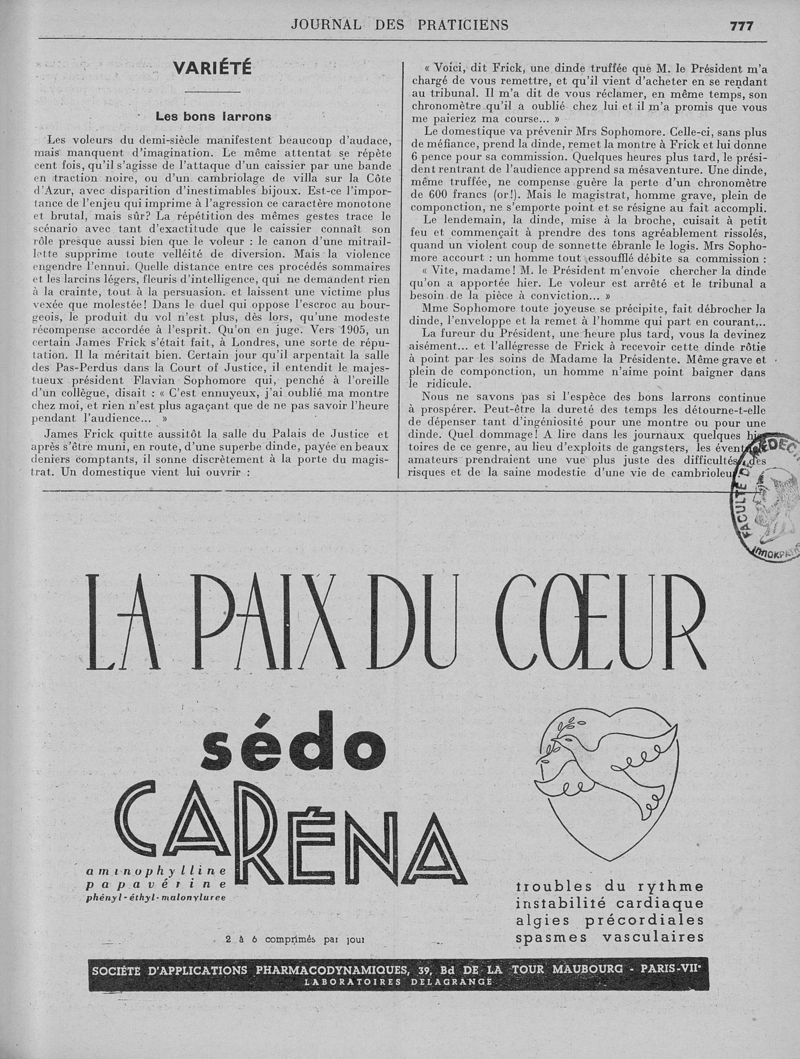 JOURNAL DES PRATICIENS
777
VARIÉTÉ
Les bons larrons
Les voleurs du demi-siècle manifestent beaucoup d'audace,
mais manquent d'imagination. Le même attentat se répète
cent fois, qu'il s'agisse de l'attaque d'un caissier par une bande
en traction noire, ou d'un cambriolage de villa sur la Côte
d'Azur, avec disparition d'inestimables bijoux. Est-ce l'impor-
tance de l'enjeu qui imprime à l'agression ce caractère monotone
et brutal, mais sûr? La répétition des mêmes gestes trace le
scénario avec tant d'exactitude que le caissier connaît son
rôle presque aussi bien que le voleur : le canon d'une mitrail-
lette supprime toute velléité de diversion. Mais la violence
engendre l'ennui. Quelle distance entre ces procédés sommaires
et les larcins légers, fleuris d'intelligence, qui ne demandent rien
à la crainte, tout à la persuasion. et laissent une victime plus
vexée que molestée! Dans le duel qui oppose l'escroc au bour-
geois, le produit du vol n'est plus, dès lors, qu'une modeste
récompense accordée à l'esprit. Qu'on en juge. Vers 1905, un
certain James Frick s'était fait, à Londres, une sorte de répu-
tation. Il la méritait bien. Certain jour qu'il arpentait la salle
des Pas-Perdus dans la Court of Justice, il entendit le majes-
tueux président Flavian Sophomore qui, penché à l'oreille
d'un collègue, disait : « C'est ennuyeux, j'ai oublié ma montre
chez moi, et rien n'est plus agaçant que de ne pas savoir l'heure
pendant l'audience... »
James Frick quitte aussitôt la salle du Palais de Justice et
après s'être muni, en route, d'une superbe dinde, payée en beaux
deniers comptants, il sonne discrètement à la porte du magis-
trat. Un domestique vient lui ouvrir :
« Voici, dit Frick, une dinde truffée que M. le Président m'a
chargé de vous remettre, et qu'il vient d'acheter en se rendant
au tribunal. Il m'a dit de vous réclamer, en même temps, son
chronomètre qu'il a oublié chez lui et il m'a promis que vous
me paieriez ma course... »
Le domestique va prévenir Mrs Sophomore. Celle-ci, sans plus
de méfiance, prend la dinde, remet la montre à Frick et lui donne
6 pence pour sa commission. Quelques heures plus tard, le prési-
dent rentrant de l'audience apprend sa mésaventure. Une dinde,
même truffée, ne compense guère la perte d'un chronomètre
de 600 francs (or!). Mais le magistrat, homme grave, plein de
componction, ne s'emporte point et se résigne au fait accompli.
Le lendemain, la dinde, mise à la broche, cuisait à petit
feu et commençait à prendre des tons agréablement rissolés,
quand un violent coup de sonnette ébranle le logis. Mrs Sopho-
more accourt : un homme tout essoufflé débite sa commission :
« Vite, madame! M. le Président m'envoie chercher la dinde
qu'on a apportée hier. Le voleur est arrêté et le tribunal a
besoin de la pièce à conviction... »
Mme Sophomore toute joyeuse se précipite, fait débrocher la
dinde, l'enveloppe et la remet à l'homme qui part en courant...
La fureur du Président, une heure plus tard, vous la devinez
aisément... et l'allégresse de Frick à recevoir cette dinde rôtie
à point par les soins de Madame la Présidente. Même grave et
plein de componction, un homme n'aime point baigner dans
le ridicule.
Nous ne savons pas si l'espèce des bons larrons continue
à prospérer. Peut-être la dureté des temps les détourne-t-elle
de dépenser tant d'ingéniosité pour une montre ou pour une
dinde. Quel dommage! A lire dans les journaux quelques his-
toires de ce genre, au lieu d'exploits de gangsters, les
amateurs prendraient une vue plus juste des difficultés, des
risques et de la saine modestie d'une vie de cambrioleur.
FACULTÉ DE
LA PAIX DU CŒUR
sédo
CARÉNA
aminophylline
papavérine
phényl-éthyl-malonylurée
2 à 6 comprimés par jour
troubles du rythme
instabilité cardiaque
algies précordiales
spasmes vasculaires
SOCIÉTÉ D'APPLICATIONS PHARMACODYNAMIQUES, 39, Bd DE LA TOUR MAUBOURG - PARIS-VIIe
LABORATOIRES DELAGRANGE